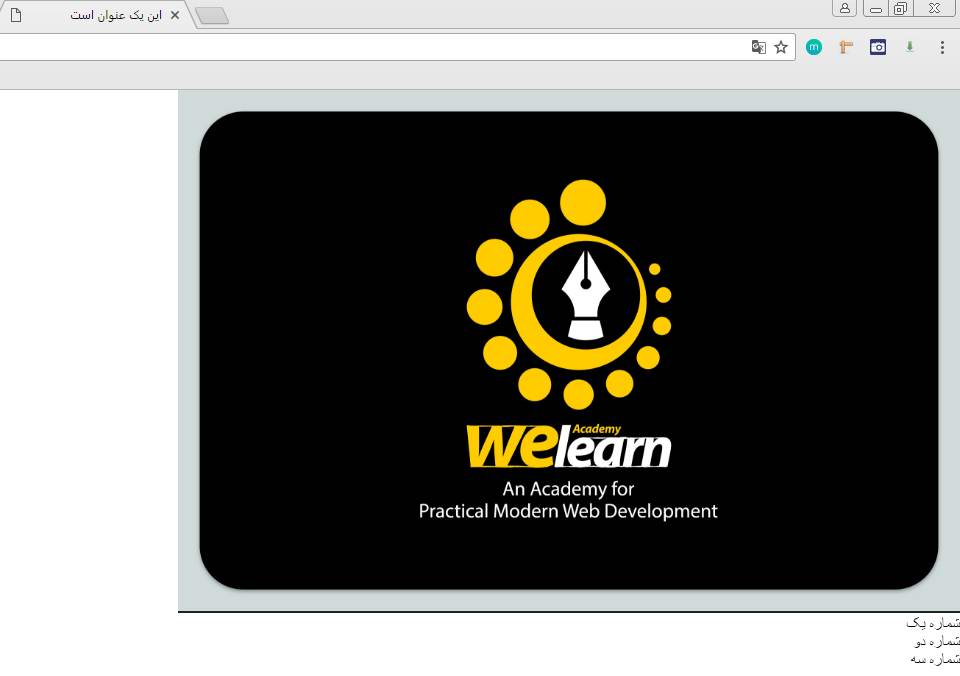 این یک عنوان است
m
Academy
welearn
An Academy for
Practical Modern Web Development
شماره یک
شماره دو
شماره سه